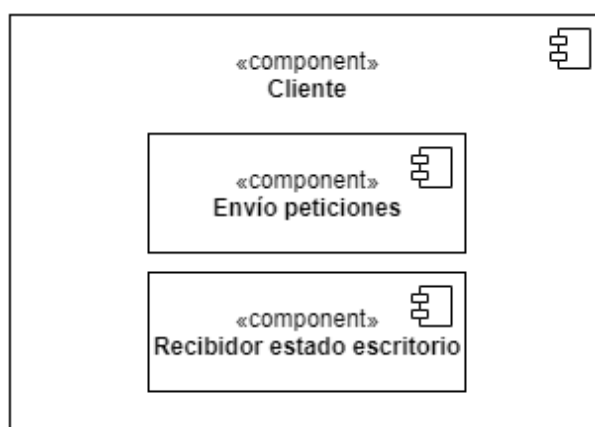 «component»
Cliente
«component»
Envío peticiones
«component»
Recibidor estado escritorio